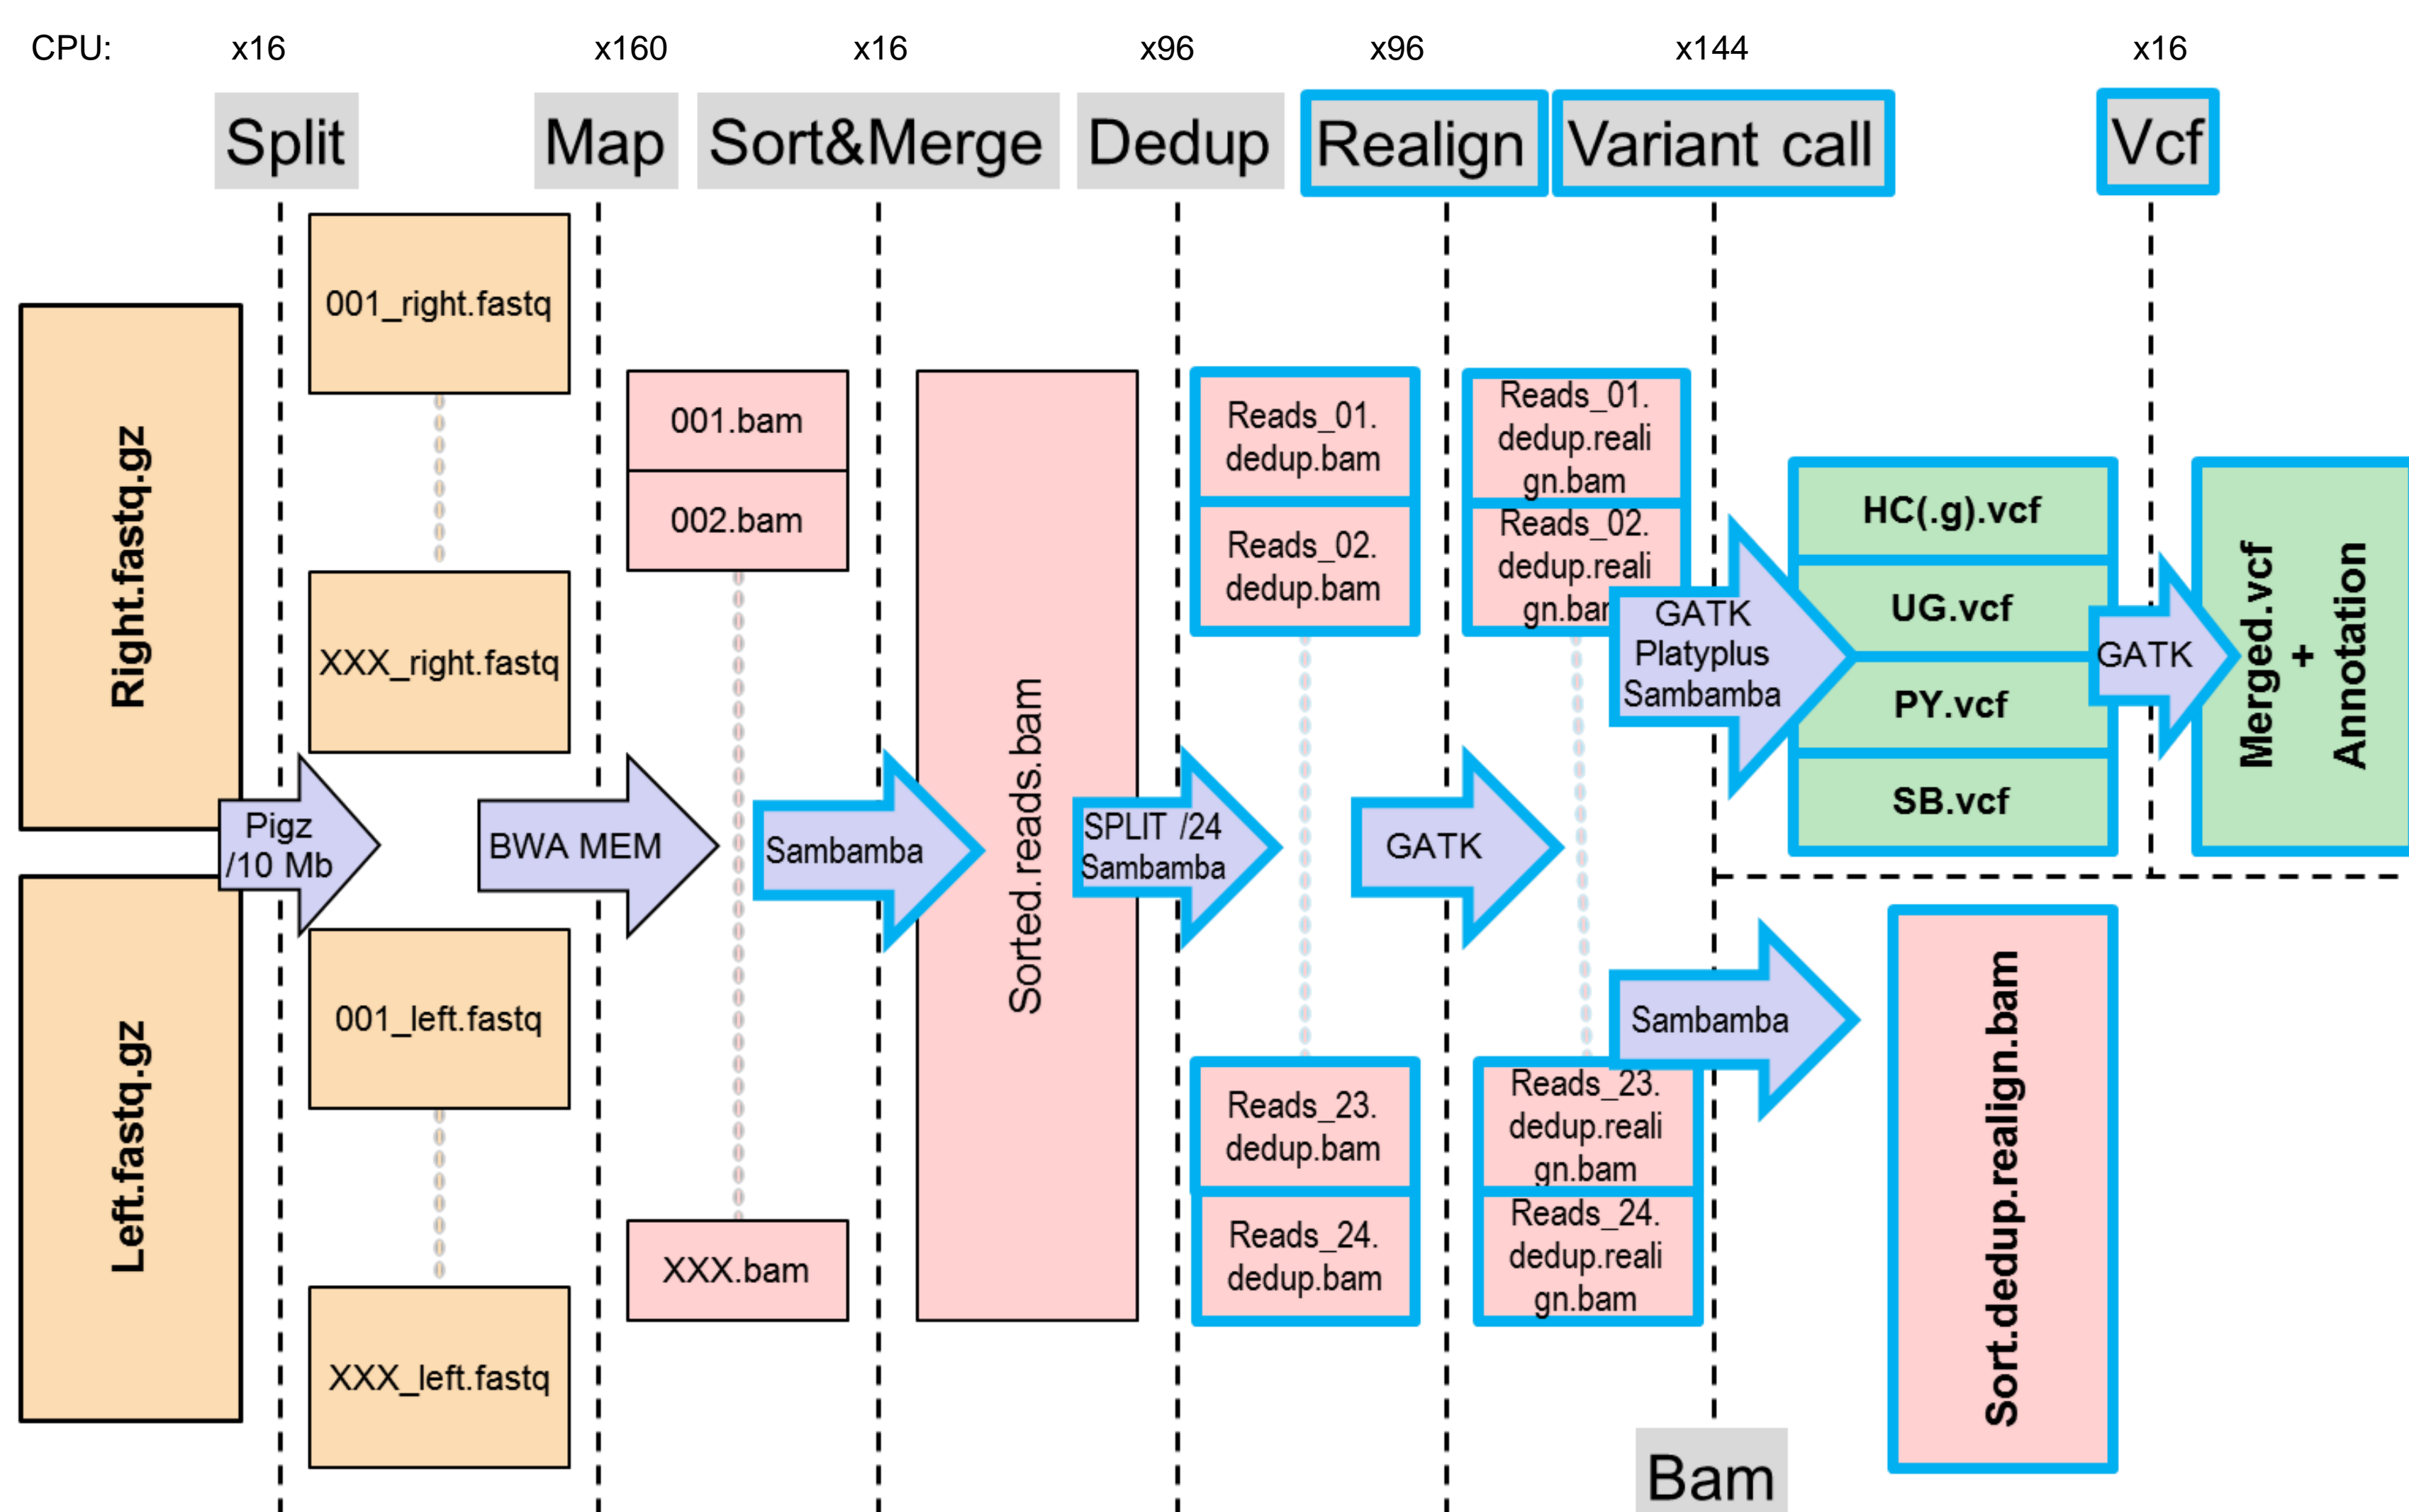 CPU: x16 x160 x16 x96 x96 x144 x16
Split Map Sort&Merge Dedup Realign Variant call Vcf
Right.fastq.gz
Left.fastq.gz
Pigz
/10 Mb
001_right.fastq
XXX_right.fastq
001_left.fastq
XXX_left.fastq
BWA MEM
001.bam
002.bam
XXX.bam
Sambamba
Sorted.reads.bam
SPLIT /24
Sambamba
Reads_01.
dedup.bam
Reads_02.
dedup.bam
Reads_23.
dedup.bam
Reads_24.
dedup.bam
GATK
Reads_01.
dedup.reali
gn.bam
Reads_02.
dedup.reali
gn.bam
Reads_23.
dedup.reali
gn.bam
Reads_24.
dedup.reali
gn.bam
GATK
Platyplus
Sambamba
HC(.g).vcf
UG.vcf
PY.vcf
SB.vcf
GATK
Merged.vcf
+
Annotation
Sambamba
Sort.dedup.realign.bam
Bam